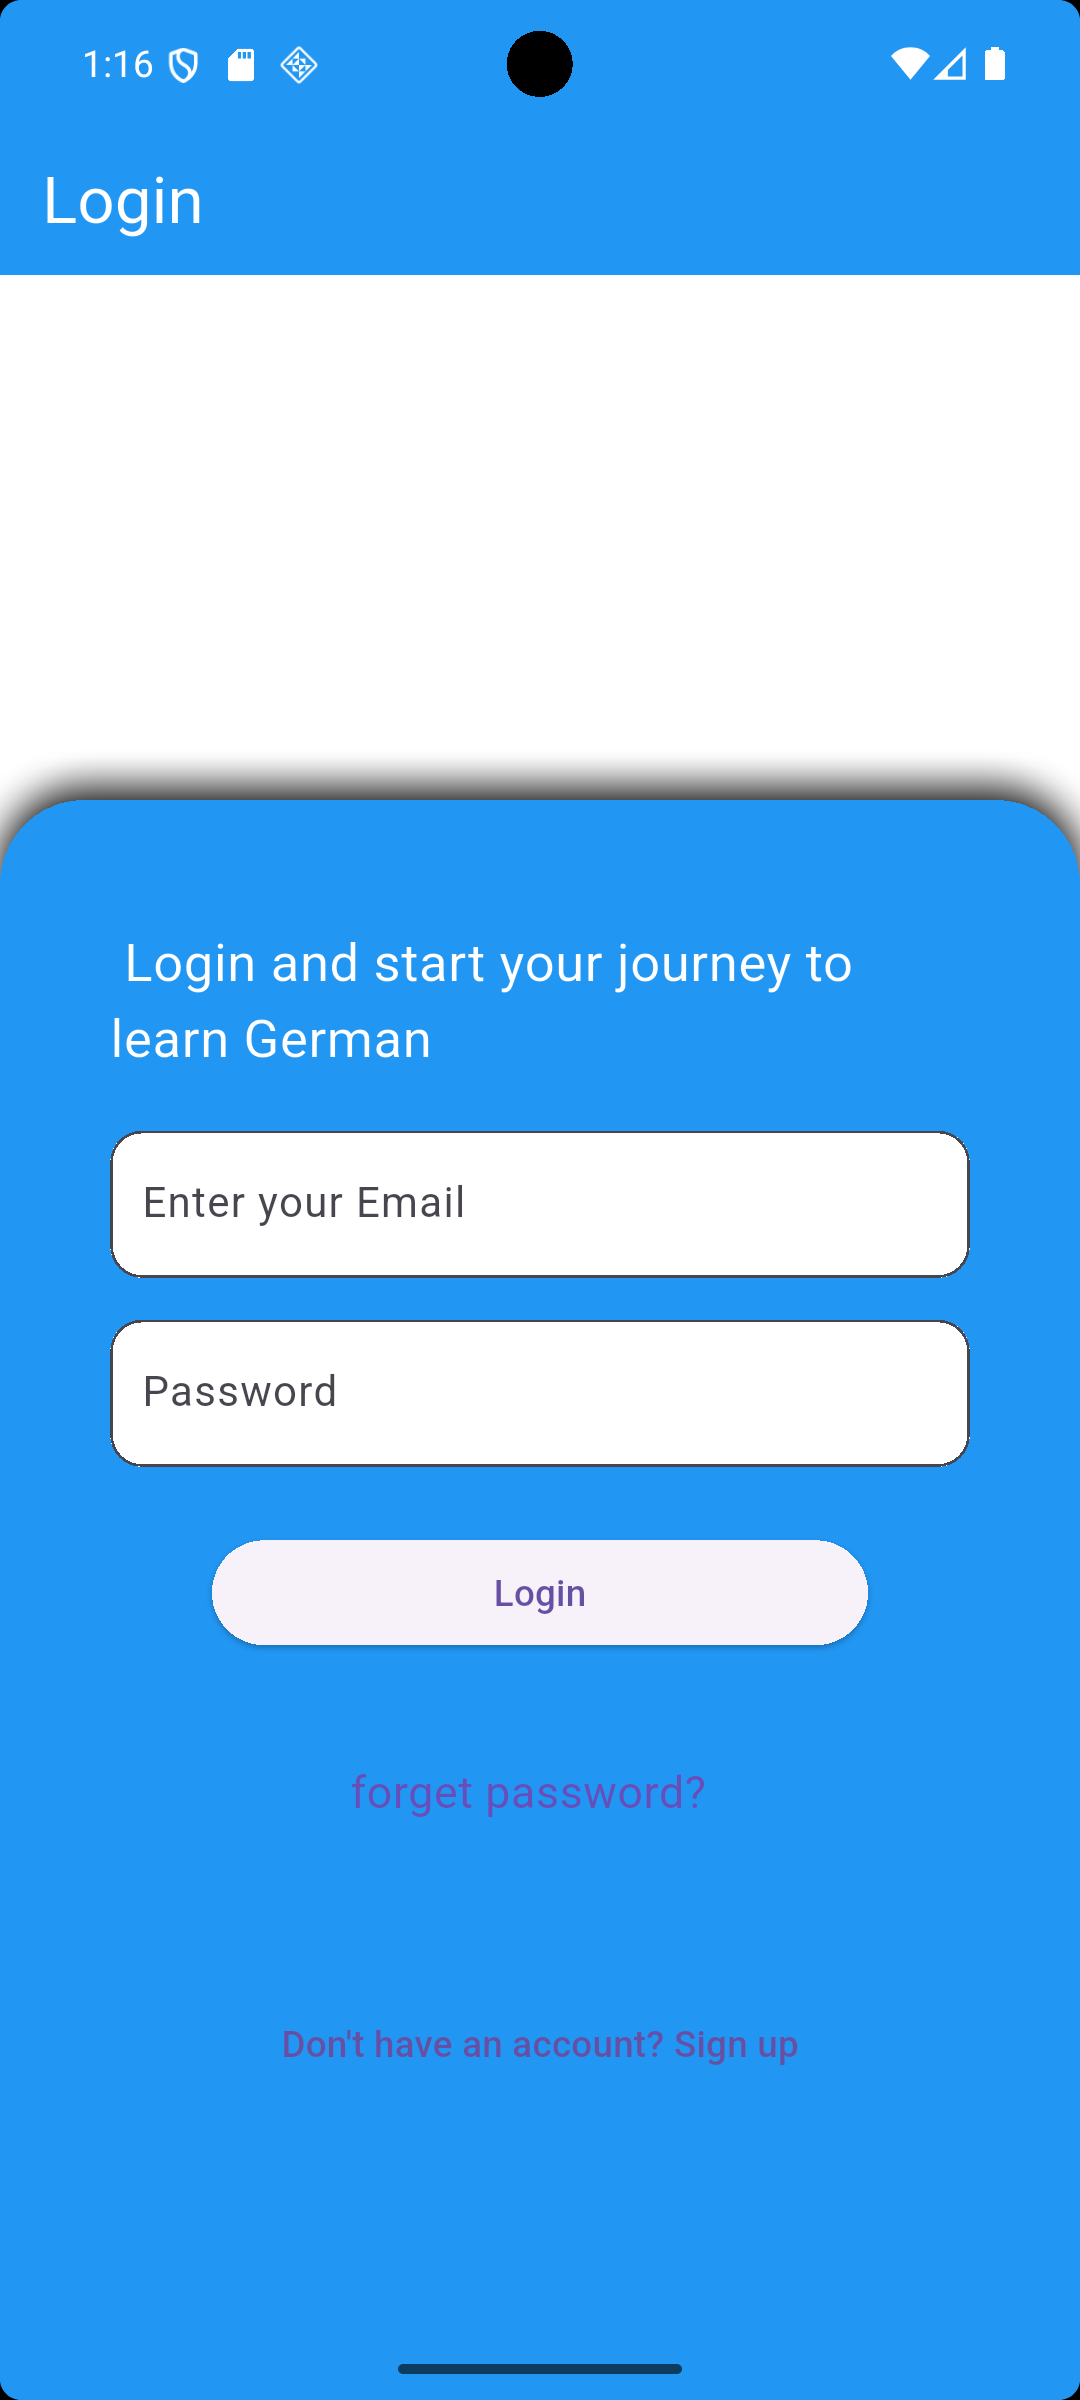 1:16
Login
Login and start your journey to
learn German
Enter your Email
Password
Login
forget password?
Don't have an account? Sign up